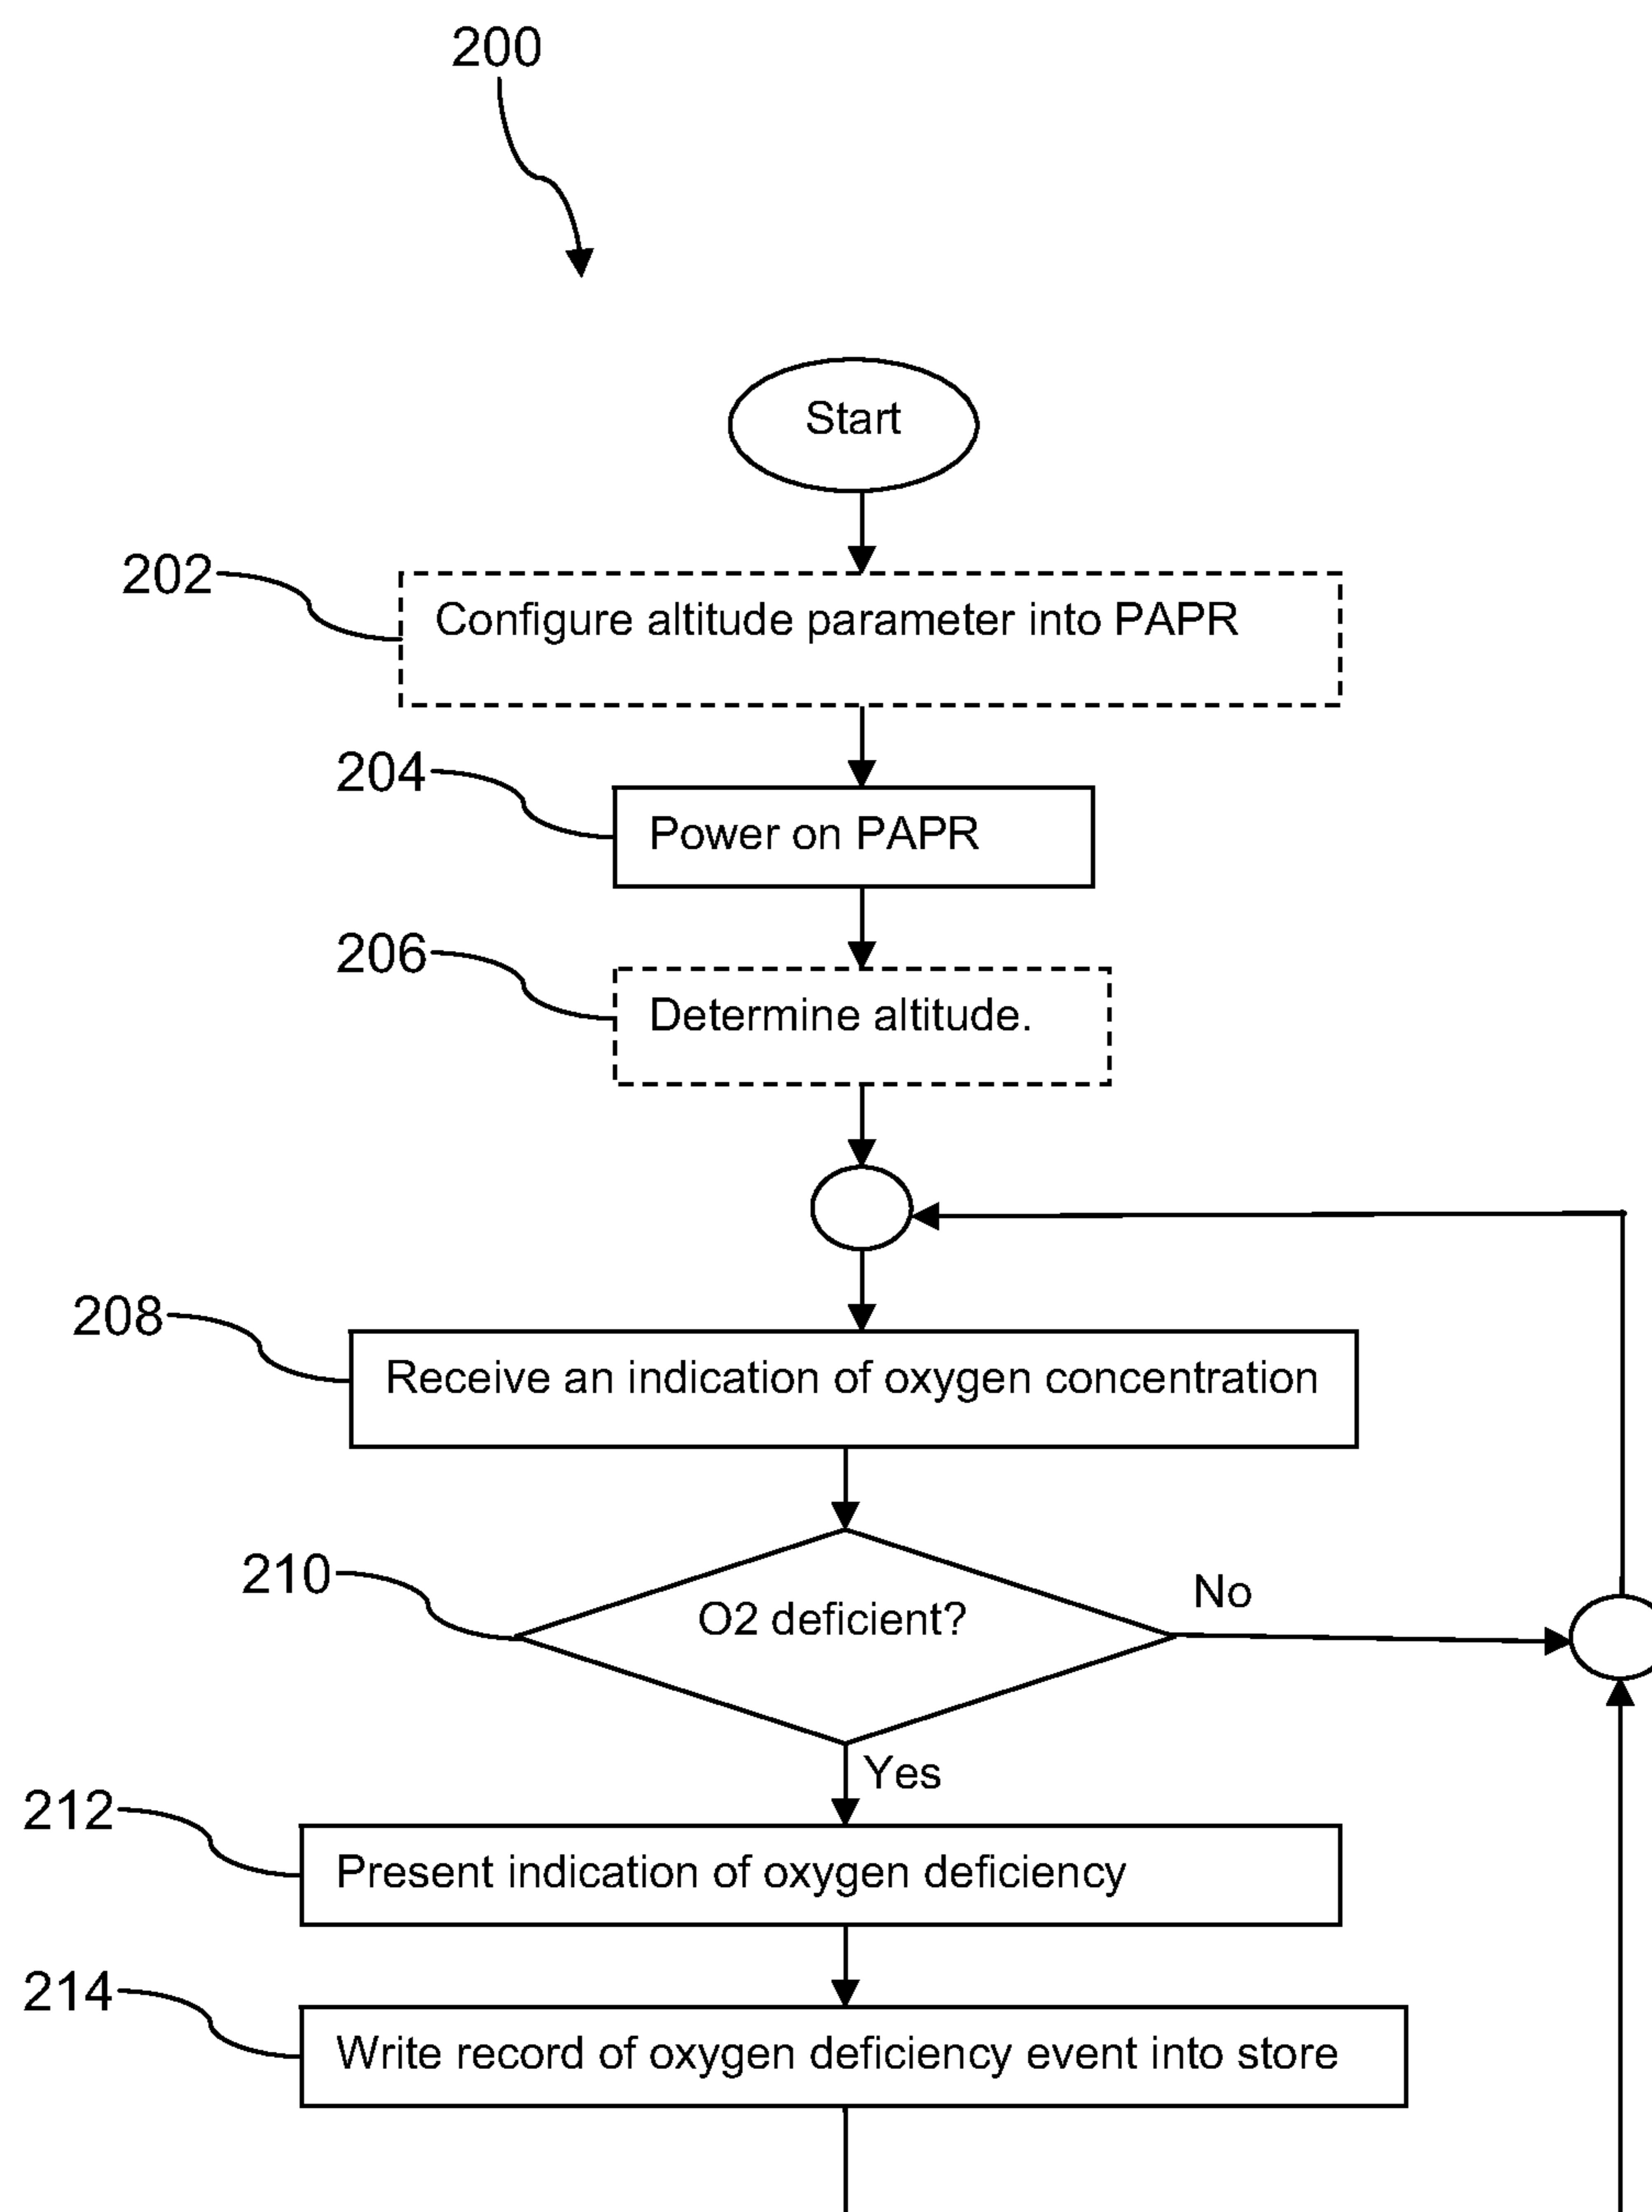 200
Start
202
Configure altitude parameter into PAPR
204
Power on PAPR
206
Determine altitude.
208
Receive an indication of oxygen concentration
210
O2 deficient?
No
Yes
212
Present indication of oxygen deficiency
214
Write record of oxygen deficiency event into store